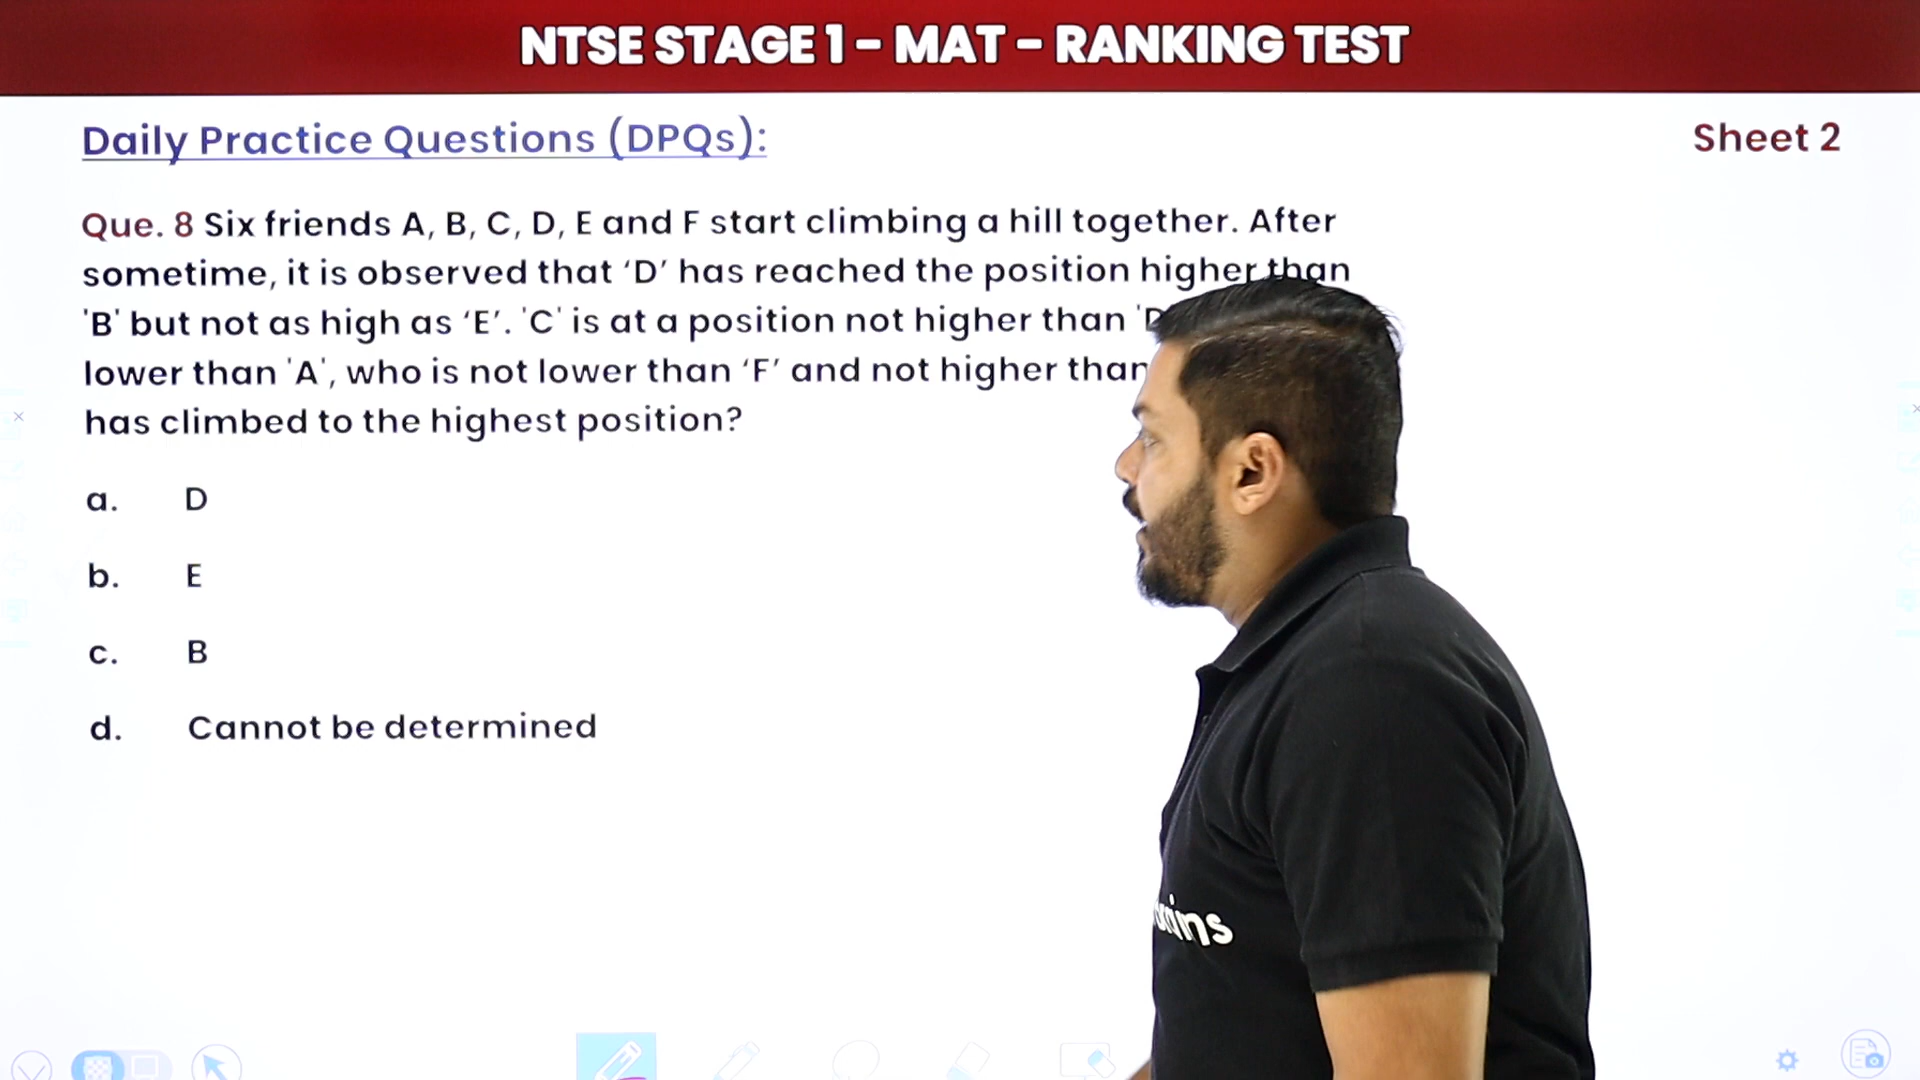 NTSE STAGE 1 – MAT – RANKING TEST
Daily Practice Questions (DPQs):
Sheet 2
Que. 8 Six friends A, B, C, D, E and F start climbing a hill together. After
sometime, it is observed that ‘D’ has reached the position higher than
'B' but not as high as ‘E’. 'C' is at a position not higher than
lower than 'A', who is not lower than ‘F’ and not higher than
has climbed to the highest position?
a. D
b. E
c. B
d. Cannot be determined